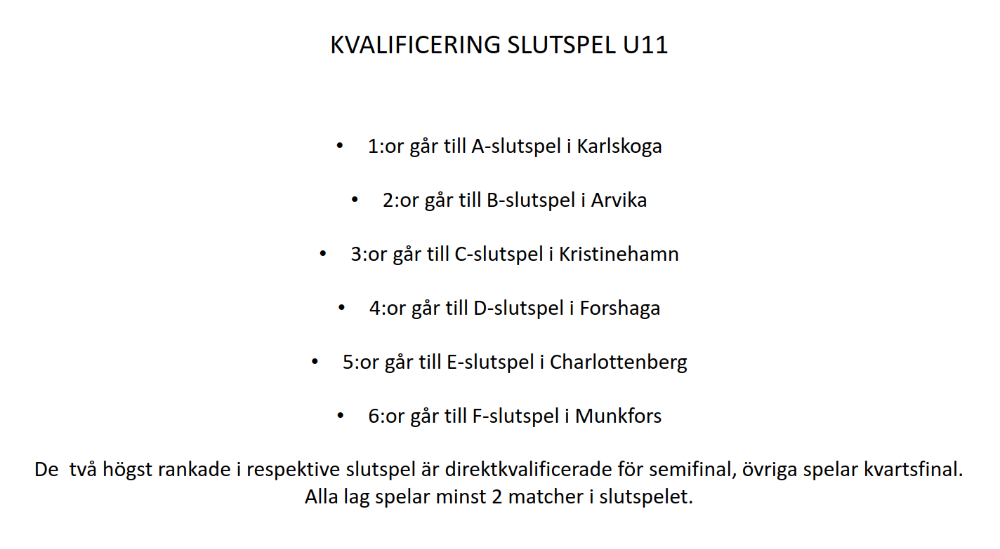 KVALIFICERING SLUTSPEL U11
• 1:or går till A-slutspel i Karlskoga
• 2:or går till B-slutspel i Arvika
• 3:or går till C-slutspel i Kristinehamn
• 4:or går till D-slutspel i Forshaga
• 5:or går till E-slutspel i Charlottenberg
• 6:or går till F-slutspel i Munkfors
De  två högst rankade i respektive slutspel är direktkvalificerade för semifinal, övriga spelar kvartsfinal.
Alla lag spelar minst 2 matcher i slutspelet.